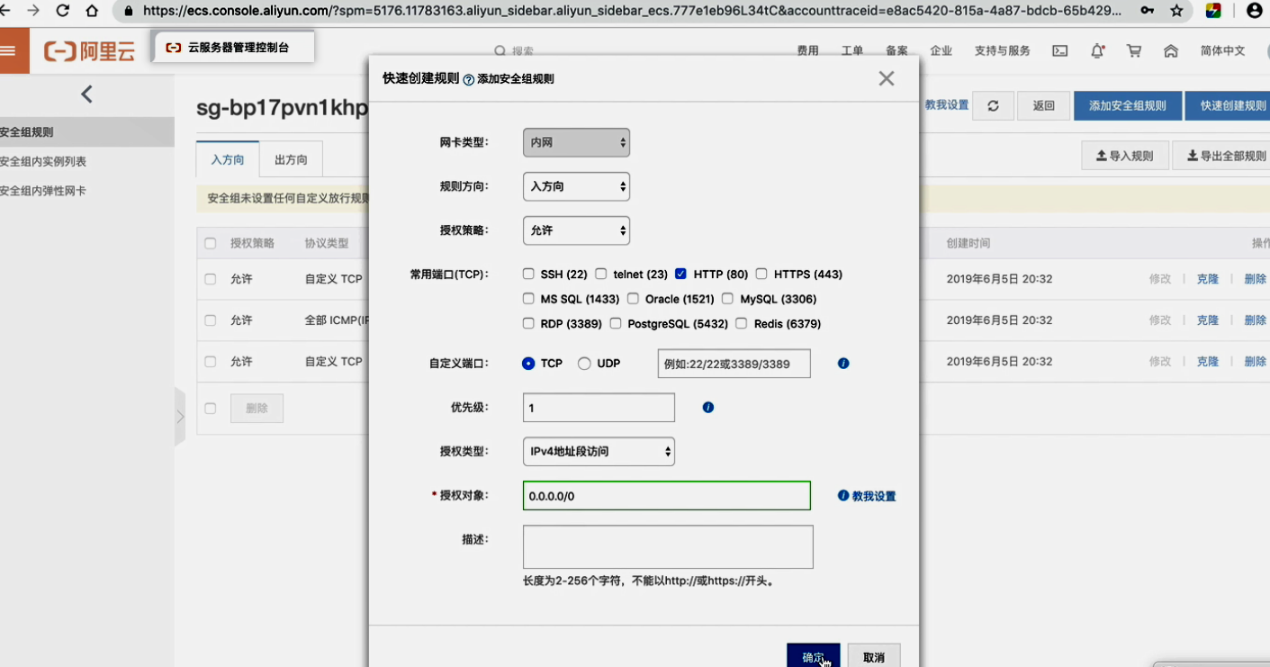 https://ecs.console.aliyun.com/?spm=5176.11783163.aliyun_sidebar.aliyun_sidebar_ecs.777e1eb96L34tC&accounttraceid=e8ac5420-815a-4a87-bdcb-65b429...
阿里云 云服务器管理控制台 搜索 费用 工单 备案 企业 支持与服务 简体中文
快速创建规则 添加安全组规则
sg-bp17pvn1khp 教我设置 返回 添加安全组规则 快速创建规则
安全组规则
安全组内实例列表
安全组内弹性网卡
入方向 出方向 导入规则 导出全部规则
安全组未设置任何自定义放行规则
授权策略 协议类型 创建时间 操作
允许 自定义 TCP 2019年6月5日 20:32 修改 克隆 删除
允许 全部 ICMP(IP 2019年6月5日 20:32 修改 克隆 删除
允许 自定义 TCP 2019年6月5日 20:32 修改 克隆 删除
删除
网卡类型: 内网
规则方向: 入方向
授权策略: 允许
常用端口(TCP): SSH (22) telnet (23) HTTP (80) HTTPS (443)
MS SQL (1433) Oracle (1521) MySQL (3306)
RDP (3389) PostgreSQL (5432) Redis (6379)
自定义端口: TCP UDP 例如:22/22或3389/3389
优先级: 1
授权类型: IPv4地址段访问
*授权对象: 0.0.0.0/0 教我设置
描述:
长度为2-256个字符，不能以http://或https://开头。
确定 取消